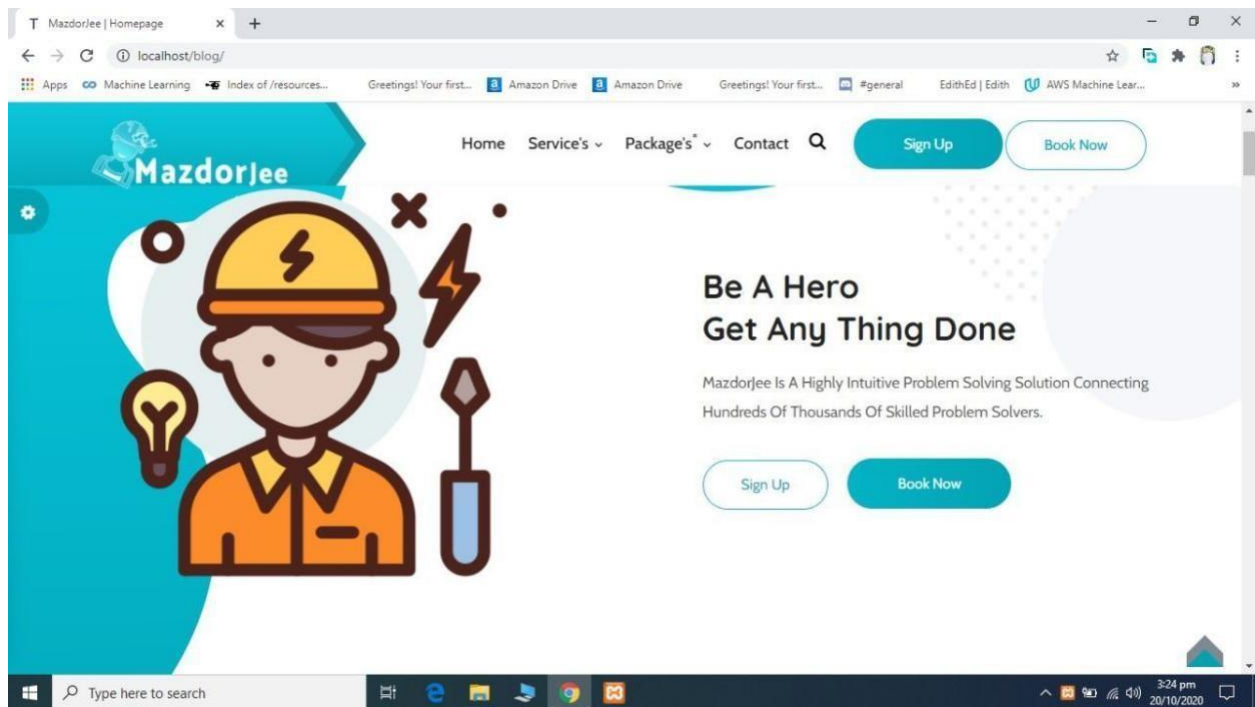 T MazdorJee | Homepage
localhost/blog/
Apps Machine Learning Index of /resources... Greetings! Your first... Amazon Drive Amazon Drive Greetings! Your first... #general EdithEd | Edith AWS Machine Lear... »
MazdorJee
Home Service's Package's Contact Sign Up Book Now
Be A Hero
Get Any Thing Done
MazdorJee Is A Highly Intuitive Problem Solving Solution Connecting
Hundreds Of Thousands Of Skilled Problem Solvers.
Sign Up Book Now
Type here to search
3:24 pm
20/10/2020